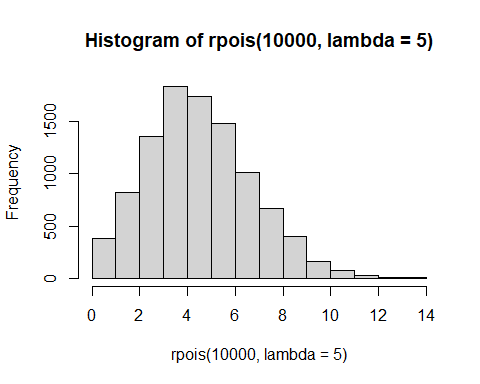 Histogram of rpois(10000, lambda = 5)
Frequency
1500
1000
500
0
0 2 4 6 8 10 12 14
rpois(10000, lambda = 5)